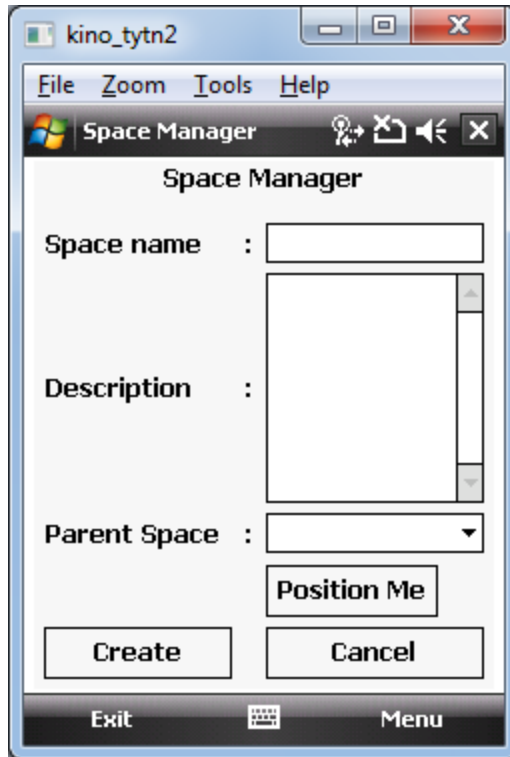 kino_tytn2
File Zoom Tools Help
Space Manager
Space Manager
Space name :
Description :
Parent Space :
Position Me
Create Cancel
Exit Menu